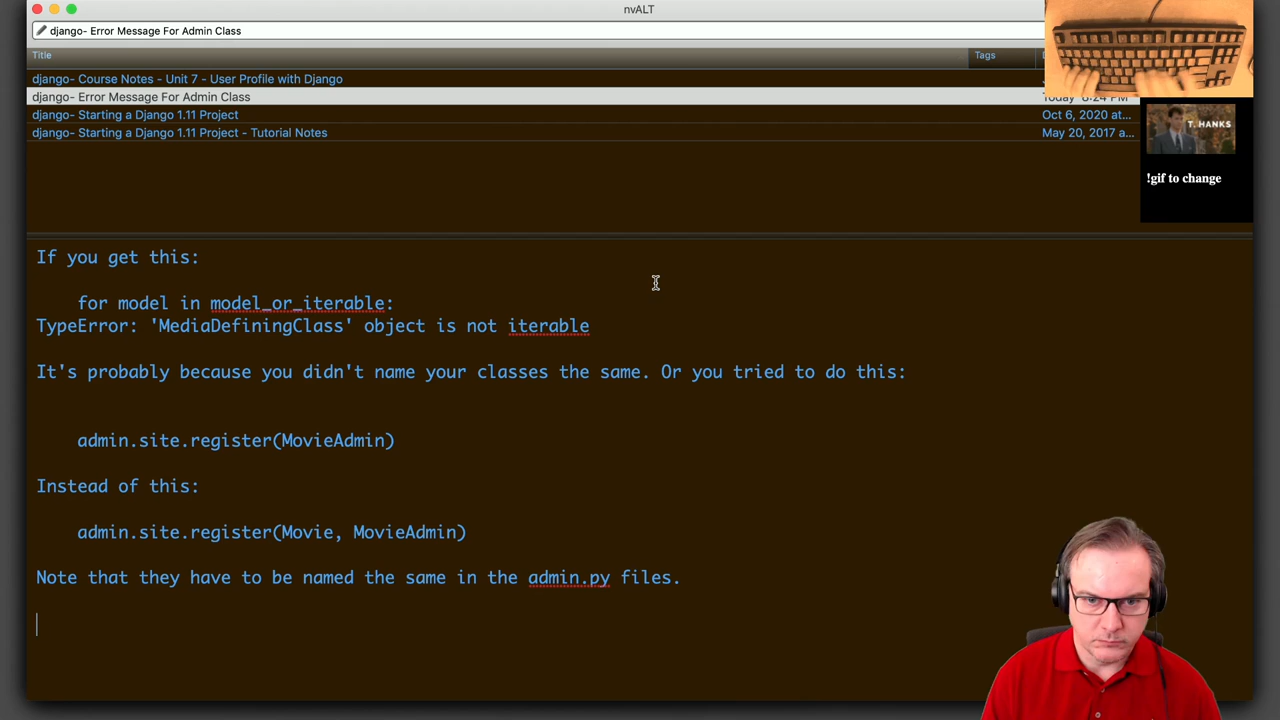 nvALT
django- Error Message For Admin Class
Title
Tags
django- Course Notes - Unit 7 - User Profile with Django
django- Error Message For Admin Class
django- Starting a Django 1.11 Project
Oct 6, 2020 at...
django- Starting a Django 1.11 Project - Tutorial Notes
May 20, 2017 a...
T. HANKS
!gif to change
If you get this:
for model in model_or_iterable:
TypeError: 'MediaDefiningClass' object is not iterable
It's probably because you didn't name your classes the same. Or you tried to do this:
admin.site.register(MovieAdmin)
Instead of this:
admin.site.register(Movie, MovieAdmin)
Note that they have to be named the same in the admin.py files.